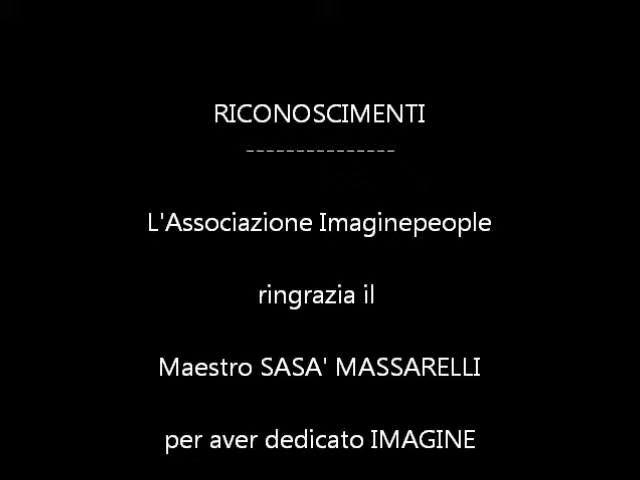 RICONOSCIMENTI
---------------
L'Associazione Imaginepeople
ringrazia il
Maestro SASA' MASSARELLI
per aver dedicato IMAGINE